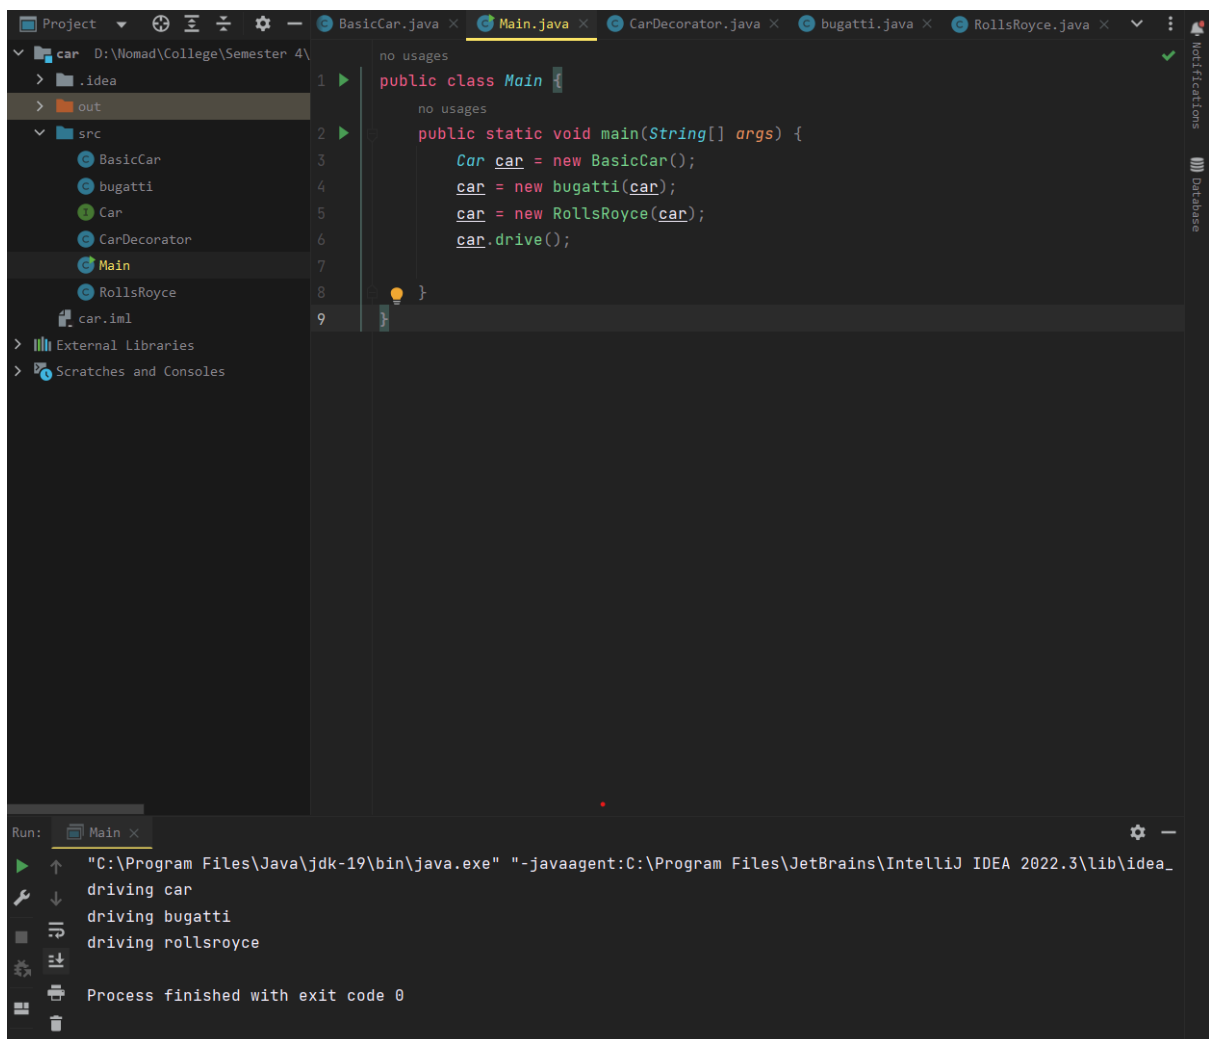 Project
BasicCar.java
Main.java
CarDecorator.java
bugatti.java
RollsRoyce.java
car D:\Nomad\College\Semester 4\
.idea
out
src
BasicCar
bugatti
Car
CarDecorator
Main
RollsRoyce
car.iml
External Libraries
Scratches and Consoles
no usages
1 public class Main {
no usages
2 public static void main(String[] args) {
3 Car car = new BasicCar();
4 car = new bugatti(car);
5 car = new RollsRoyce(car);
6 car.drive();
7
8 }
9 }
Notifications
Database
Run: Main
"C:\Program Files\Java\jdk-19\bin\java.exe" "-javaagent:C:\Program Files\JetBrains\IntelliJ IDEA 2022.3\lib\idea_
driving car
driving bugatti
driving rollsroyce
Process finished with exit code 0